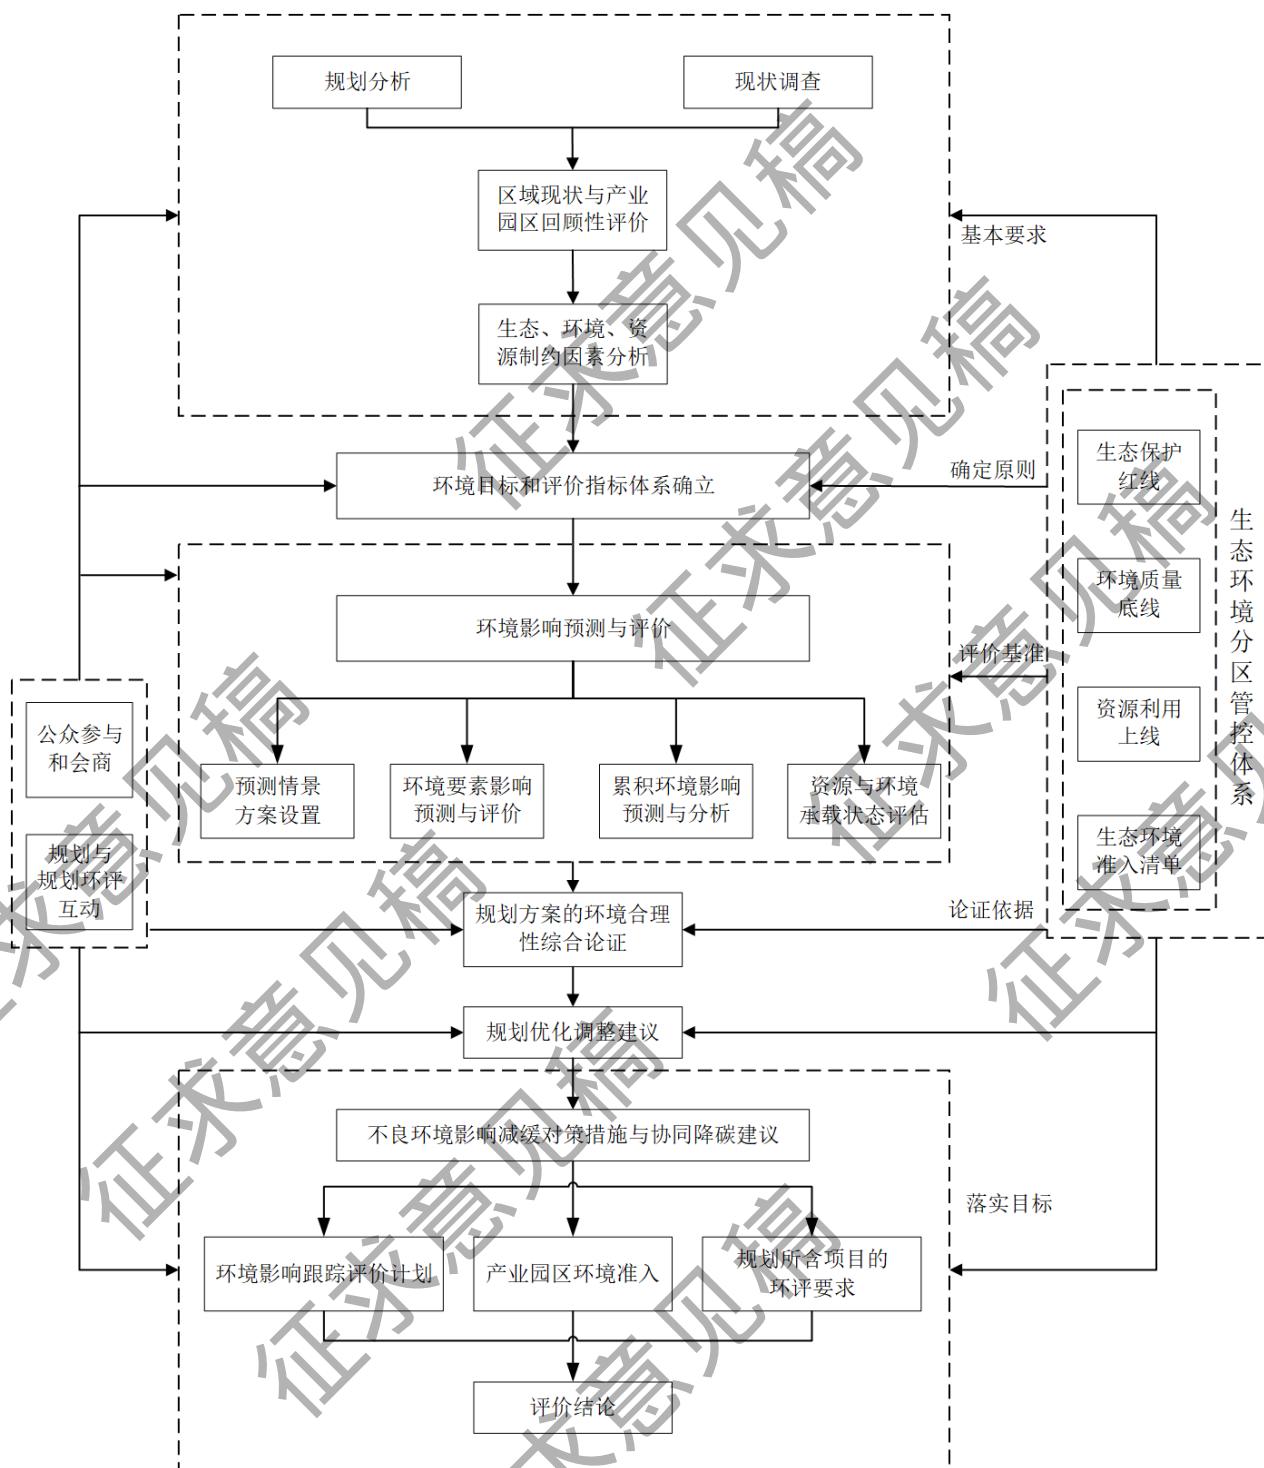 规划分析
现状调查
区域现状与产业
园区回顾性评价
基本要求
生态、环境、资
源制约因素分析
环境目标和评价指标体系确立
确定原则
生态保护
红线
环境质量
底线
资源利用
上线
生态环境
准入清单
生态环境分区管控体系
环境影响预测与评价
评价基准
公众参与
和会商
规划与
规划环评
互动
预测情景
方案设置
环境要素影响
预测与评价
累积环境影响
预测与分析
资源与环境
承载状态评估
规划方案的环境合理
性综合论证
论证依据
规划优化调整建议
不良环境影响减缓对策措施与协同降碳建议
落实目标
环境影响跟踪评价计划
产业园区环境准入
规划所含项目的
环评要求
评价结论
征求意见稿
征求意见稿
征求意见稿
征求意见稿
征求意见稿
征求意见稿
征求意见稿
征求意见稿
求意见稿